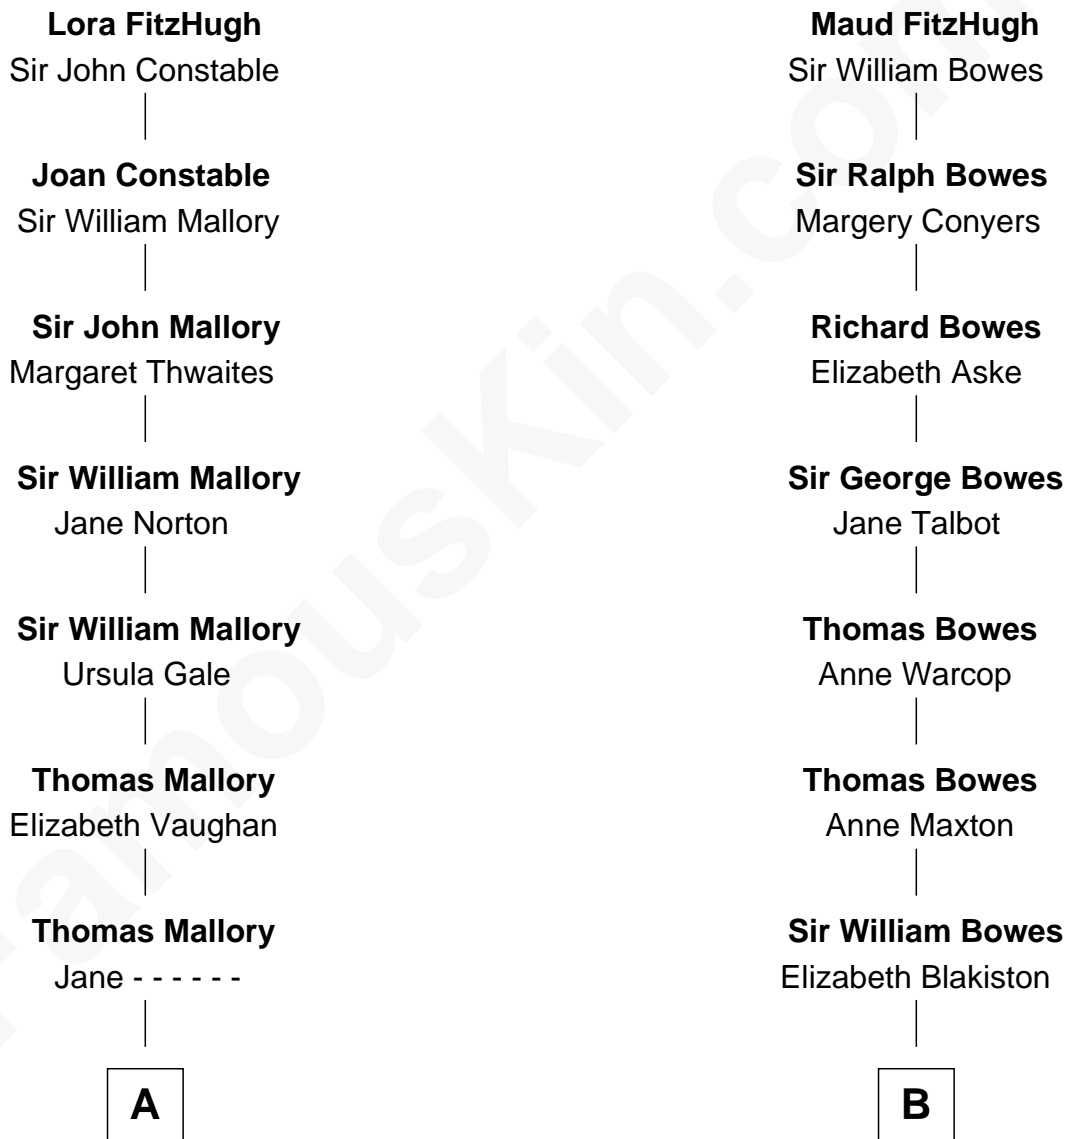 Lora FitzHugh
Sir John Constable
Joan Constable
Sir William Mallory
Sir John Mallory
Margaret Thwaites
Sir William Mallory
Jane Norton
Sir William Mallory
Ursula Gale
Thomas Mallory
Elizabeth Vaughan
Thomas Mallory
Jane - - - - - -
A
Maud FitzHugh
Sir William Bowes
Sir Ralph Bowes
Margery Conyers
Richard Bowes
Elizabeth Aske
Sir George Bowes
Jane Talbot
Thomas Bowes
Anne Warcop
Thomas Bowes
Anne Maxton
Sir William Bowes
Elizabeth Blakiston
B
FamousKin.com